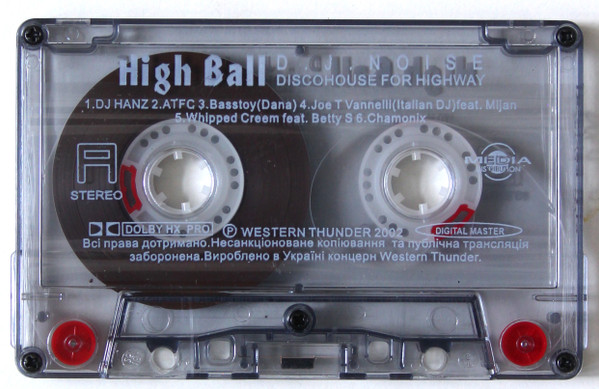 High Ball D.J. NOISE
DISCOHOUSE FOR HIGHWAY
1.DJ HANZ 2.ATFC 3.Basstoy(Dana) 4.Joe T Vannelli(Italian DJ)feat. Mijan
5.Whipped Creem feat. Betty S 6.Chamonix
A
STEREO
MEDIA
DOLBY HX PRO ℗ WESTERN THUNDER 2002 DIGITAL MASTER
Всі права дотримано.Несанкціоноване копіювання та публічна трансляція
заборонена.Вироблено в Україні концерн Western Thunder.